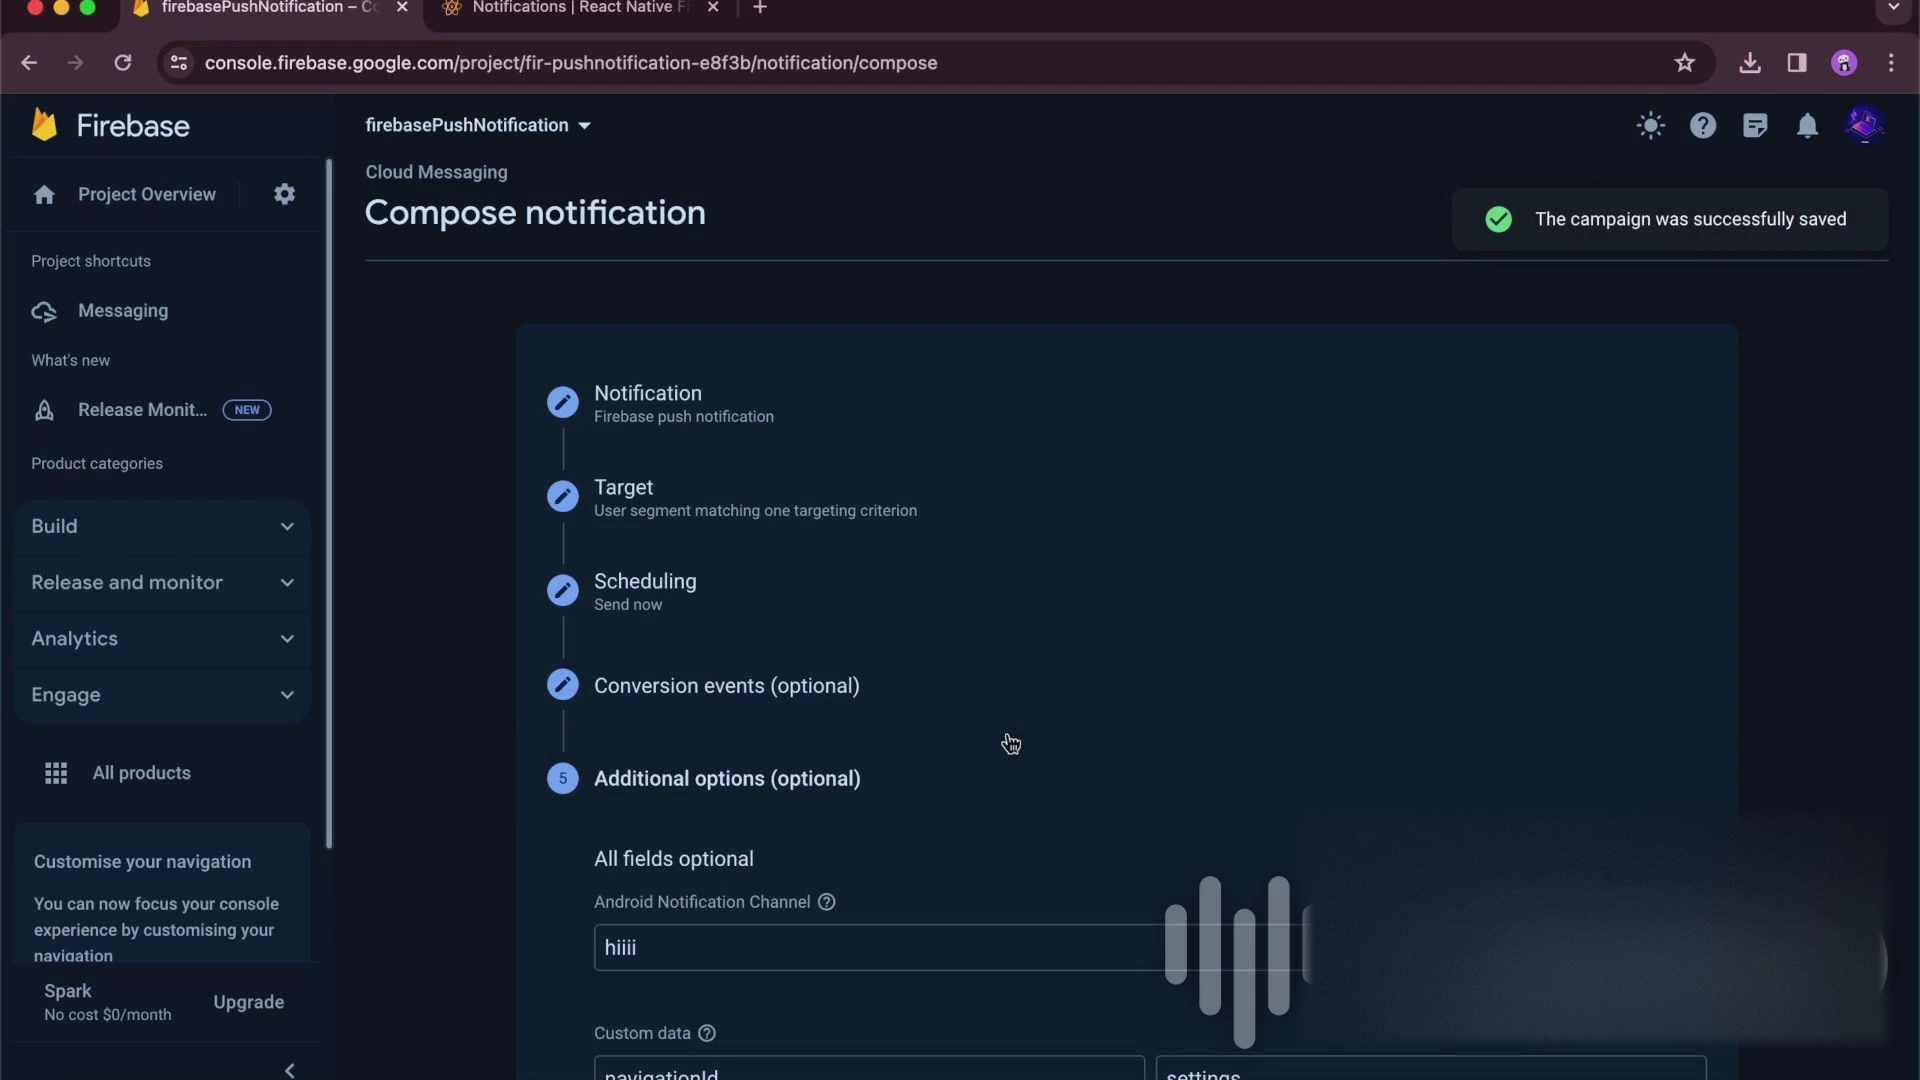 firebasePushNotification – Co
Notifications | React Native Fi
console.firebase.google.com/project/fir-pushnotification-e8f3b/notification/compose
Firebase
firebasePushNotification
Project Overview
Cloud Messaging
Compose notification
The campaign was successfully saved
Project shortcuts
Messaging
What's new
Release Monit... NEW
Product categories
Build
Release and monitor
Analytics
Engage
All products
Customise your navigation
You can now focus your console
experience by customising your
navigation
Spark
No cost $0/month
Upgrade
Notification
Firebase push notification
Target
User segment matching one targeting criterion
Scheduling
Send now
Conversion events (optional)
5 Additional options (optional)
All fields optional
Android Notification Channel
hiiii
Custom data
navigationId
settings